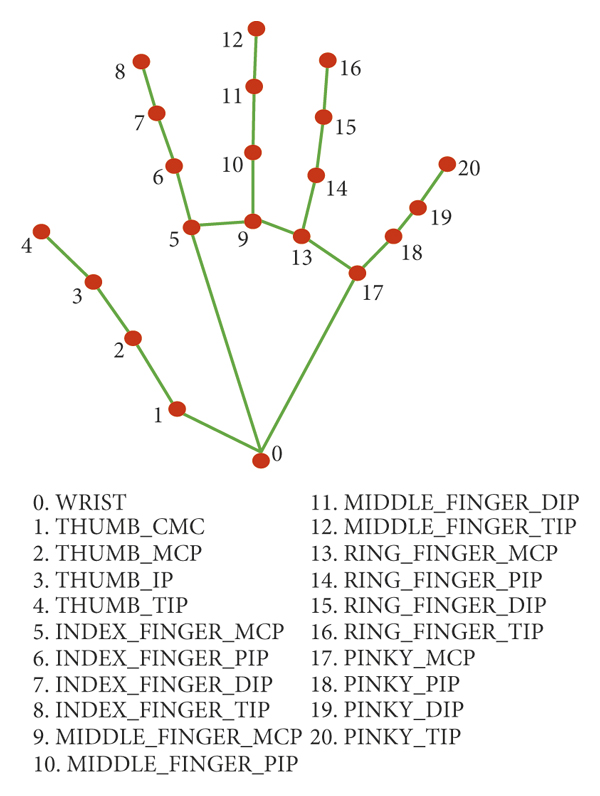 12
8
16
11
7
15
10
6
14
20
19
5
9
18
4
13
3
17
2
1
0
0. WRIST
1. THUMB_CMC
2. THUMB_MCP
3. THUMB_IP
4. THUMB_TIP
5. INDEX_FINGER_MCP
6. INDEX_FINGER_PIP
7. INDEX_FINGER_DIP
8. INDEX_FINGER_TIP
9. MIDDLE_FINGER_MCP
10. MIDDLE_FINGER_PIP
11. MIDDLE_FINGER_DIP
12. MIDDLE_FINGER_TIP
13. RING_FINGER_MCP
14. RING_FINGER_PIP
15. RING_FINGER_DIP
16. RING_FINGER_TIP
17. PINKY_MCP
18. PINKY_PIP
19. PINKY_DIP
20. PINKY_TIP